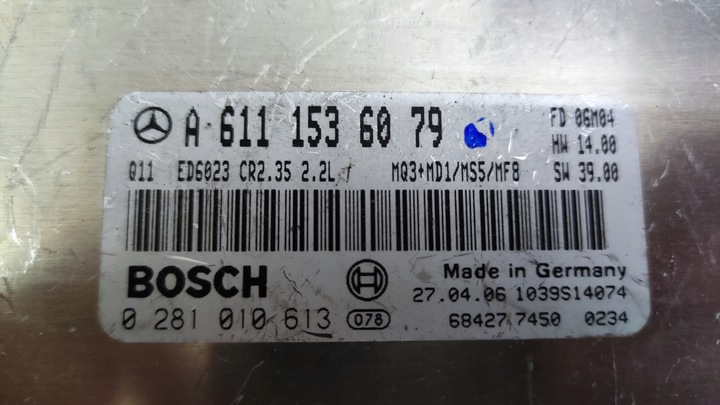 A 611 153 60 79 FD 06M04
HW 14.00
Q11 ED6023 CR2.35 2.2L MQ3+MD1/MS5/MF8 SW 39.00
BOSCH Made in Germany
27.04.06 1039S14074
0 281 010 613 078 68427 7450 0234